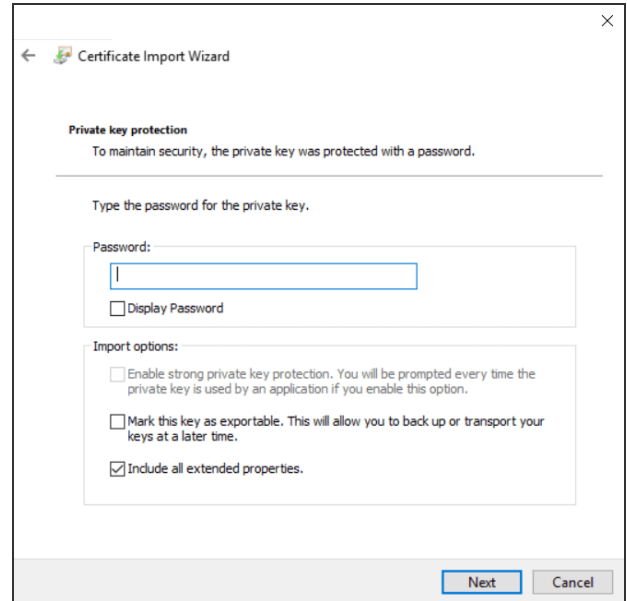 Certificate Import Wizard
Private key protection
To maintain security, the private key was protected with a password.
Type the password for the private key.
Password:
Display Password
Import options:
Enable strong private key protection. You will be prompted every time the
private key is used by an application if you enable this option.
Mark this key as exportable. This will allow you to back up or transport your
keys at a later time.
Include all extended properties.
Next Cancel